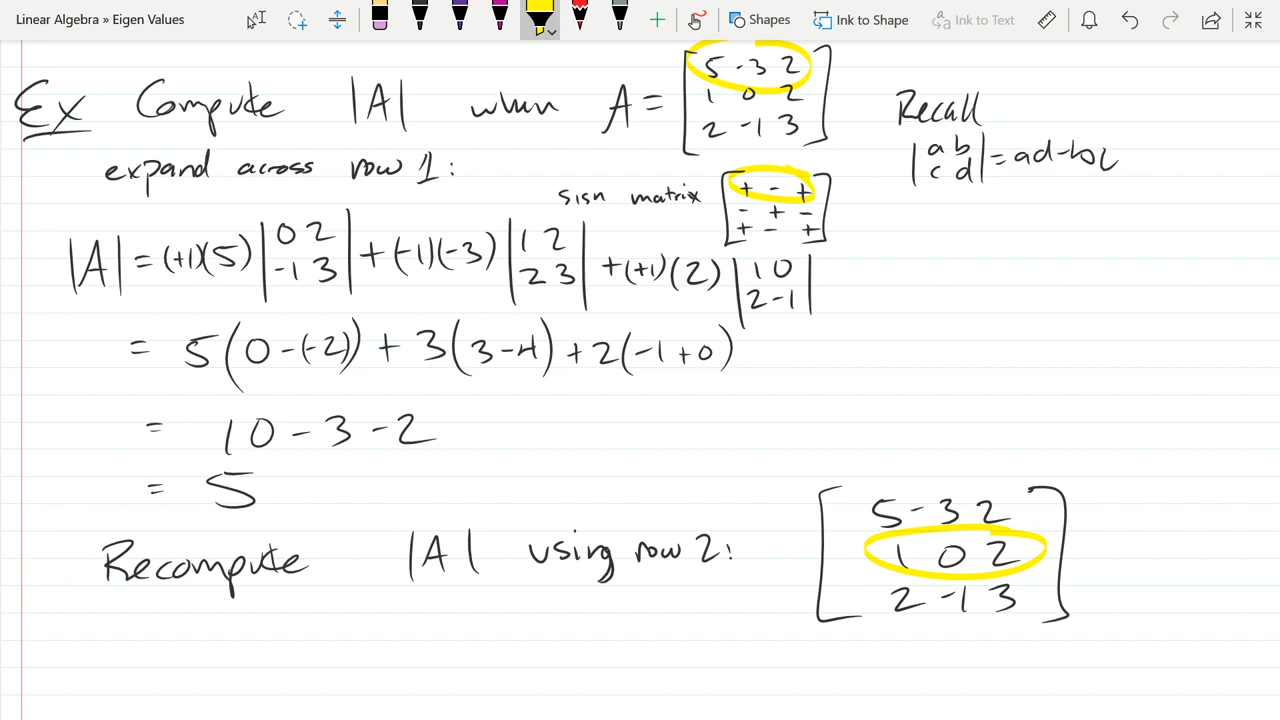 Linear Algebra » Eigen Values
Shapes
Ink to Shape
Ink to Text
Ex Compute |A| when A = [5 -3 2
1 0 2
2 -1 3]
Recall
|a b
c d| = ad-bc
expand across row 1:
sign matrix [+ - +
- + -
+ - +]
|A| = (+1)(5) |0 2
-1 3| + (-1)(-3) |1 2
2 3| + (+1)(2) |1 0
2 -1|
= 5(0-(-2)) + 3(3-4) + 2(-1+0)
= 10 - 3 - 2
= 5
Recompute |A| using row 2:
[5 -3 2
1 0 2
2 -1 3]